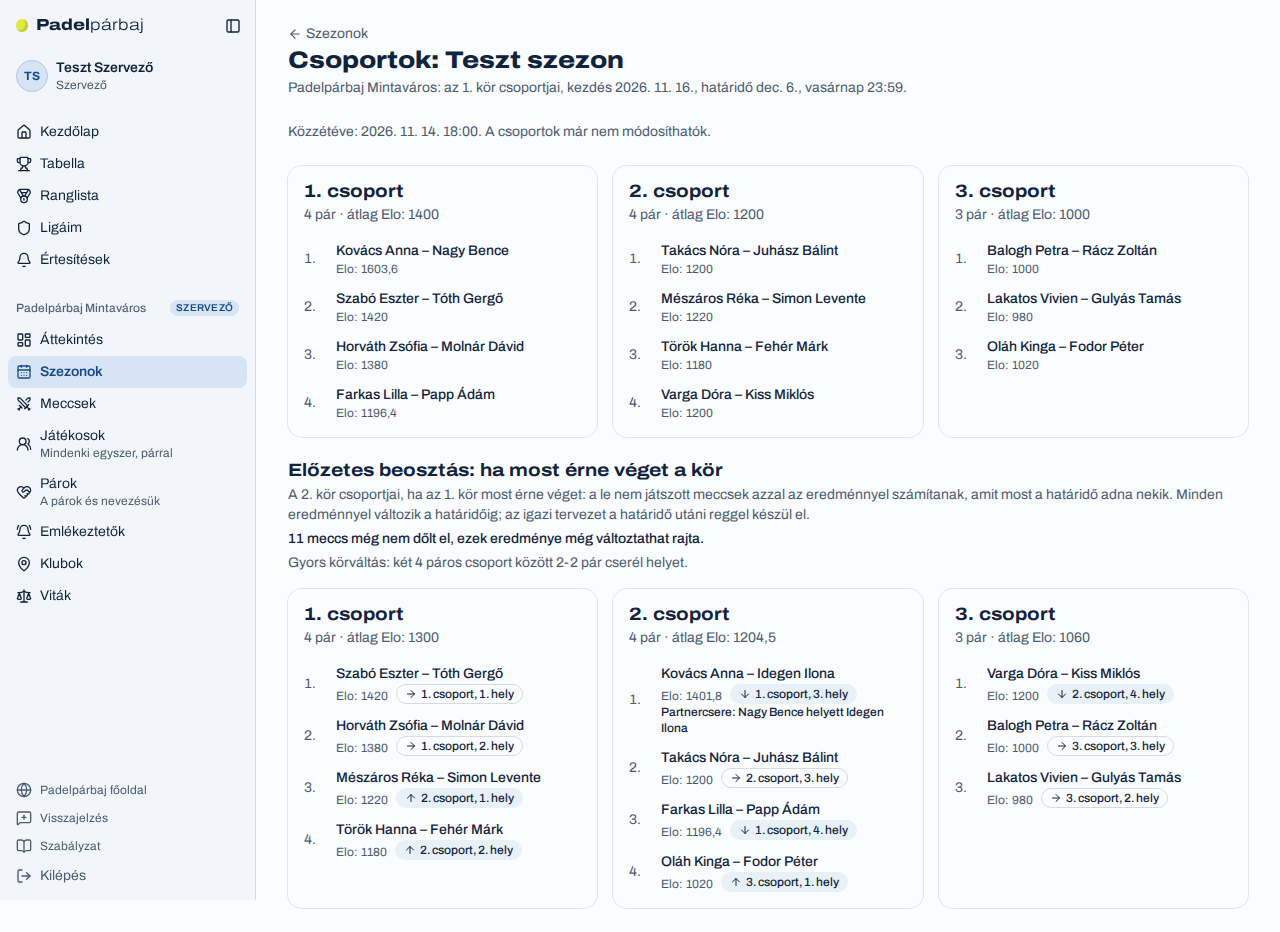 Padelpárbaj
TS
Teszt Szervező
Szervező
Kezdőlap
Tabella
Ranglista
Ligáim
Értesítések
Padelpárbaj Mintaváros
SZERVEZŐ
Áttekintés
Szezonok
Meccsek
Játékosok
Mindenki egyszer, párral
Párok
A párok és nevezésük
Emlékeztetők
Klubok
Viták
Padelpárbaj főoldal
Visszajelzés
Szabályzat
Kilépés
Szezonok
Csoportok: Teszt szezon
Padelpárbaj Mintaváros: az 1. kör csoportjai, kezdés 2026. 11. 16., határidő dec. 6., vasárnap 23:59.
Közzétéve: 2026. 11. 14. 18:00. A csoportok már nem módosíthatók.
1. csoport
4 pár · átlag Elo: 1400
1. Kovács Anna – Nagy Bence
Elo: 1603,6
2. Szabó Eszter – Tóth Gergő
Elo: 1420
3. Horváth Zsófia – Molnár Dávid
Elo: 1380
4. Farkas Lilla – Papp Ádám
Elo: 1196,4
2. csoport
4 pár · átlag Elo: 1200
1. Takács Nóra – Juhász Bálint
Elo: 1200
2. Mészáros Réka – Simon Levente
Elo: 1220
3. Török Hanna – Fehér Márk
Elo: 1180
4. Varga Dóra – Kiss Miklós
Elo: 1200
3. csoport
3 pár · átlag Elo: 1000
1. Balogh Petra – Rácz Zoltán
Elo: 1000
2. Lakatos Vivien – Gulyás Tamás
Elo: 980
3. Oláh Kinga – Fodor Péter
Elo: 1020
Előzetes beosztás: ha most érne véget a kör
A 2. kör csoportjai, ha az 1. kör most érne véget: a le nem játszott meccsek azzal az eredménnyel számítanak, amit most a határidő adna nekik. Minden
eredménnyel változik a határidőig; az igazi tervezet a határidő utáni reggel készül el.
11 meccs még nem dőlt el, ezek eredménye még változtathat rajta.
Gyors körváltás: két 4 páros csoport között 2-2 pár cserél helyet.
1. csoport
4 pár · átlag Elo: 1300
1. Szabó Eszter – Tóth Gergő
Elo: 1420 → 1. csoport, 1. hely
2. Horváth Zsófia – Molnár Dávid
Elo: 1380 → 1. csoport, 2. hely
3. Mészáros Réka – Simon Levente
Elo: 1220 ↑ 2. csoport, 1. hely
4. Török Hanna – Fehér Márk
Elo: 1180 ↑ 2. csoport, 2. hely
2. csoport
4 pár · átlag Elo: 1204,5
1. Kovács Anna – Idegen Ilona
Elo: 1401,8 ↓ 1. csoport, 3. hely
Partnercsere: Nagy Bence helyett Idegen
Ilona
2. Takács Nóra – Juhász Bálint
Elo: 1200 → 2. csoport, 3. hely
3. Farkas Lilla – Papp Ádám
Elo: 1196,4 ↓ 1. csoport, 4. hely
4. Oláh Kinga – Fodor Péter
Elo: 1020 ↑ 3. csoport, 1. hely
3. csoport
3 pár · átlag Elo: 1060
1. Varga Dóra – Kiss Miklós
Elo: 1200 ↓ 2. csoport, 4. hely
2. Balogh Petra – Rácz Zoltán
Elo: 1000 → 3. csoport, 3. hely
3. Lakatos Vivien – Gulyás Tamás
Elo: 980 → 3. csoport, 2. hely